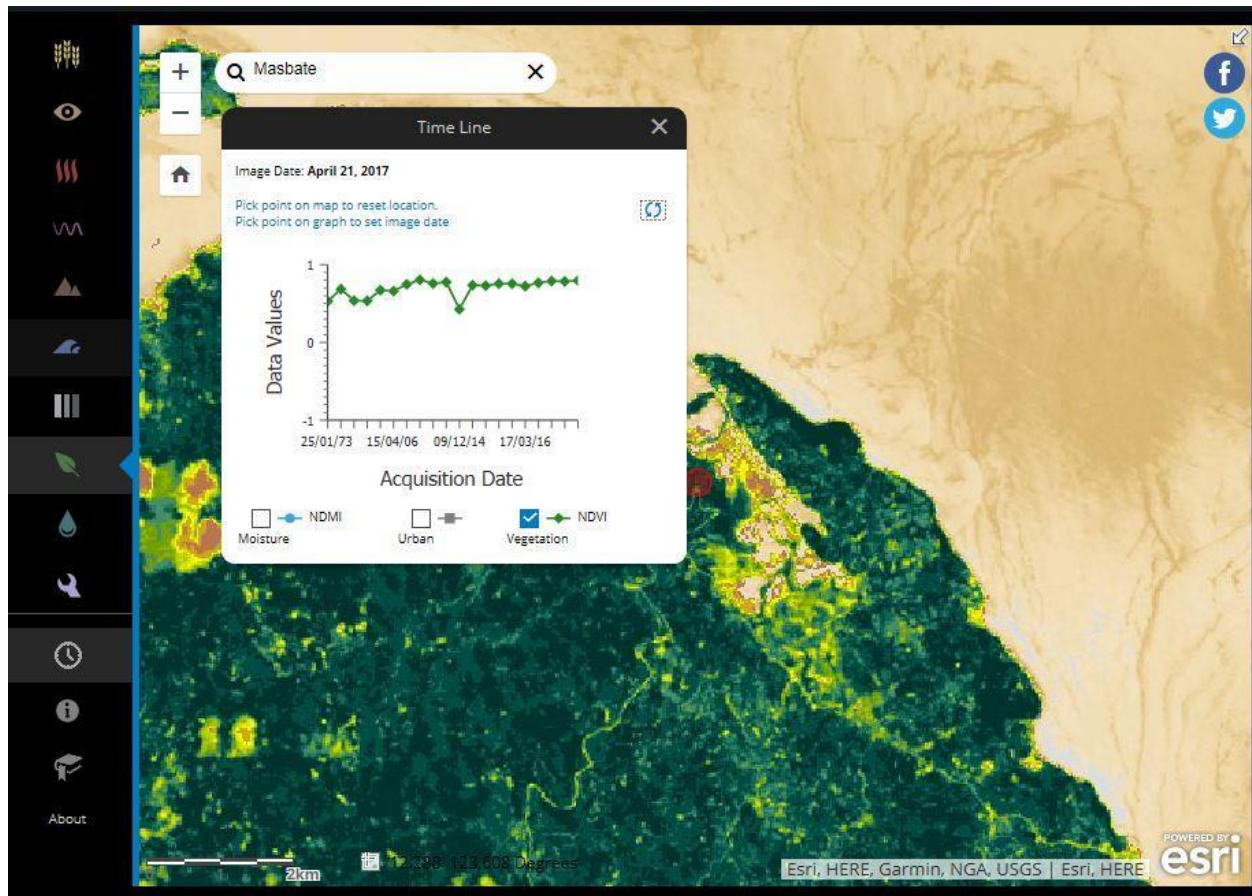 Masbate
Time Line
Image Date: April 21, 2017
Pick point on map to reset location.
Pick point on graph to set image date
1
0
-1
Data Values
25/01/73 15/04/06 09/12/14 17/03/16
Acquisition Date
NDMI
Moisture
Urban
NDVI
Vegetation
About
2km
123.608 Degrees
Esri, HERE, Garmin, NGA, USGS | Esri, HERE
POWERED BY
esri